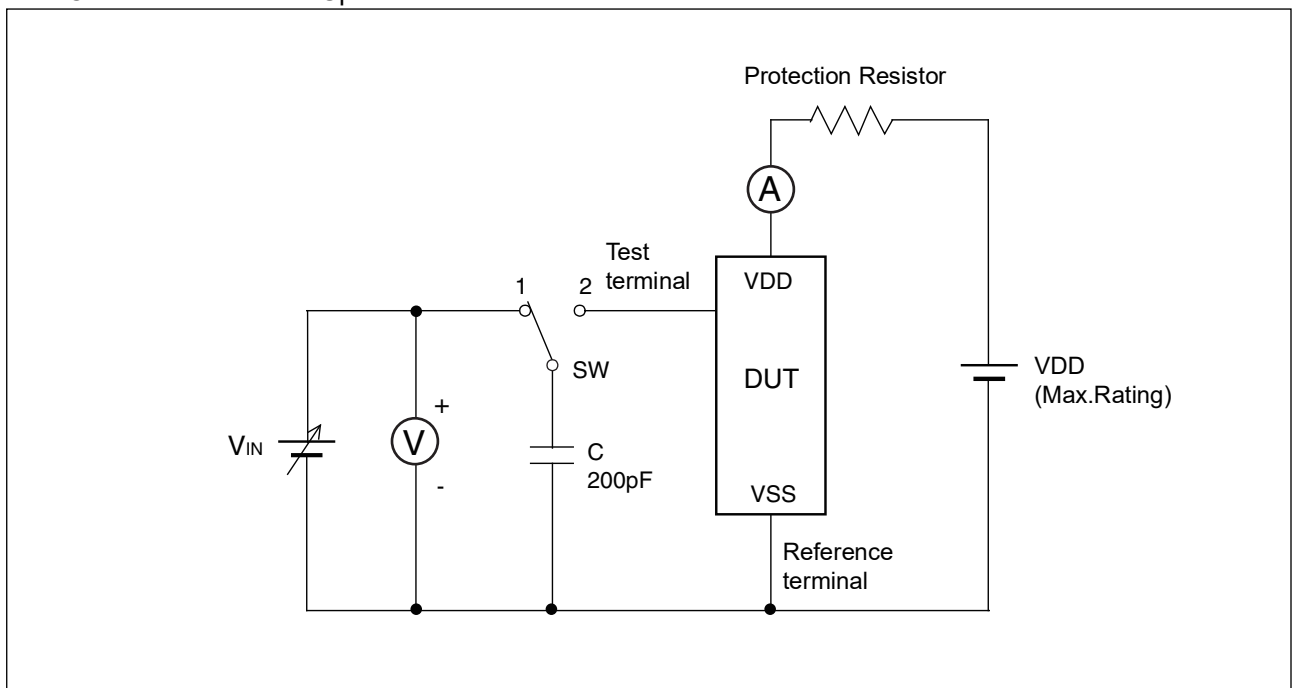 Protection Resistor
A
Test
terminal
1
2
VDD
SW
DUT
VDD
(Max.Rating)
VIN
+
V
-
C
200pF
VSS
Reference
terminal